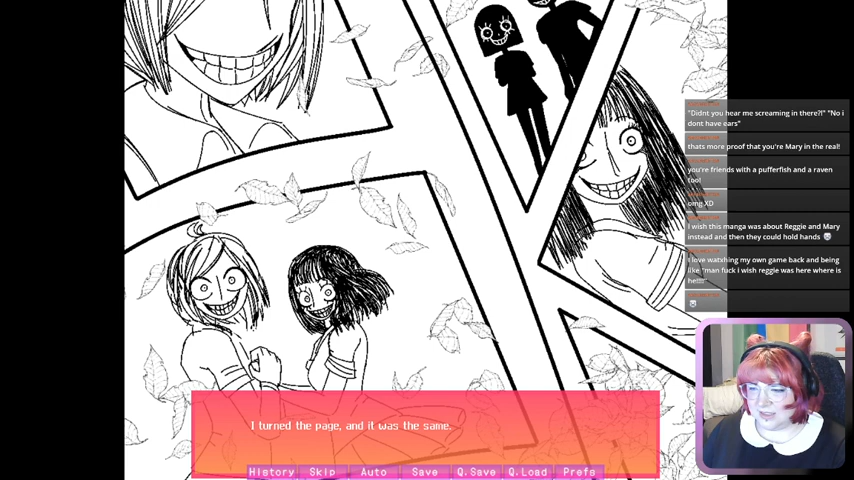 "Didnt you hear me screaming in there?!" "No i
dont have ears"
thats more proof that you're Mary in the real!
you're friends with a pufferfish and a raven
too!
omg XD
I wish this manga was about Reggie and Mary
instead and then they could hold hands
I love watxhing my own game back and being
like "man fuck i wish reggie was here where is
he!!!!"
I turned the page, and it was the same.
History Skip Auto Save Q.Save Q.Load Prefs